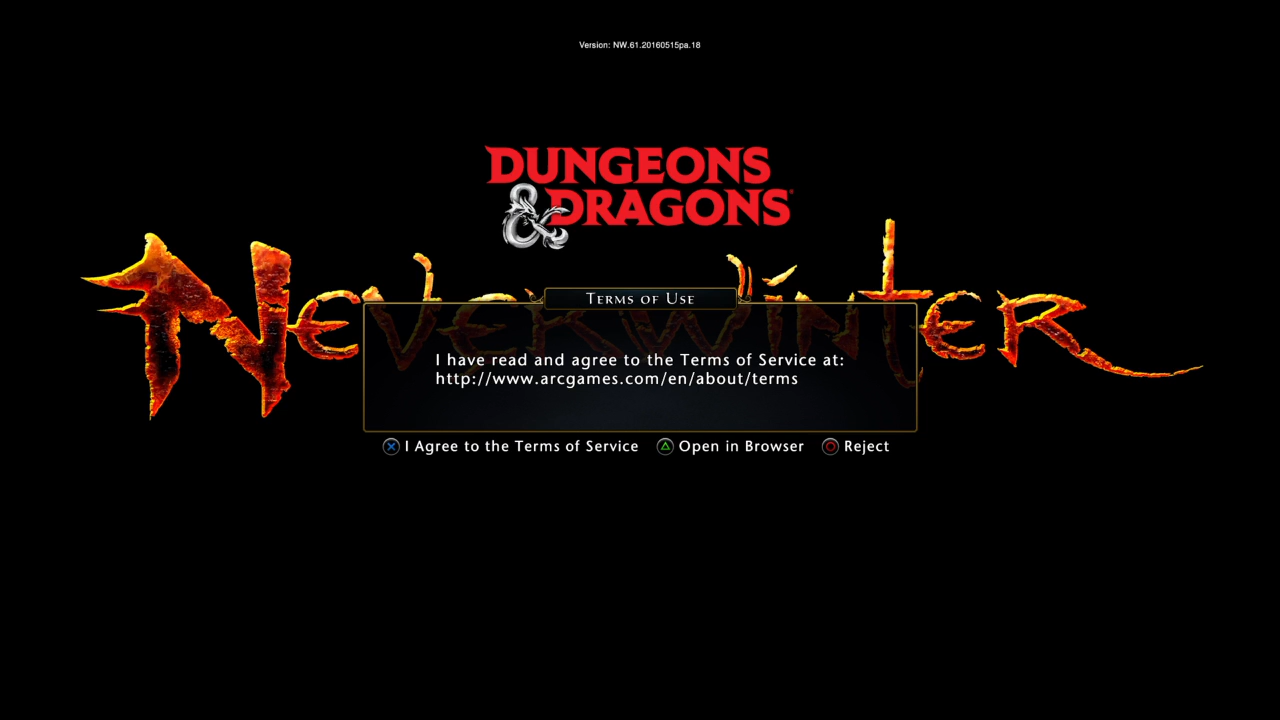 Version: NW.61.20160515pa.18
DUNGEONS
& DRAGONS
NEVERWINTER
TERMS OF USE
I have read and agree to the Terms of Service at:
http://www.arcgames.com/en/about/terms
I Agree to the Terms of Service Open in Browser Reject